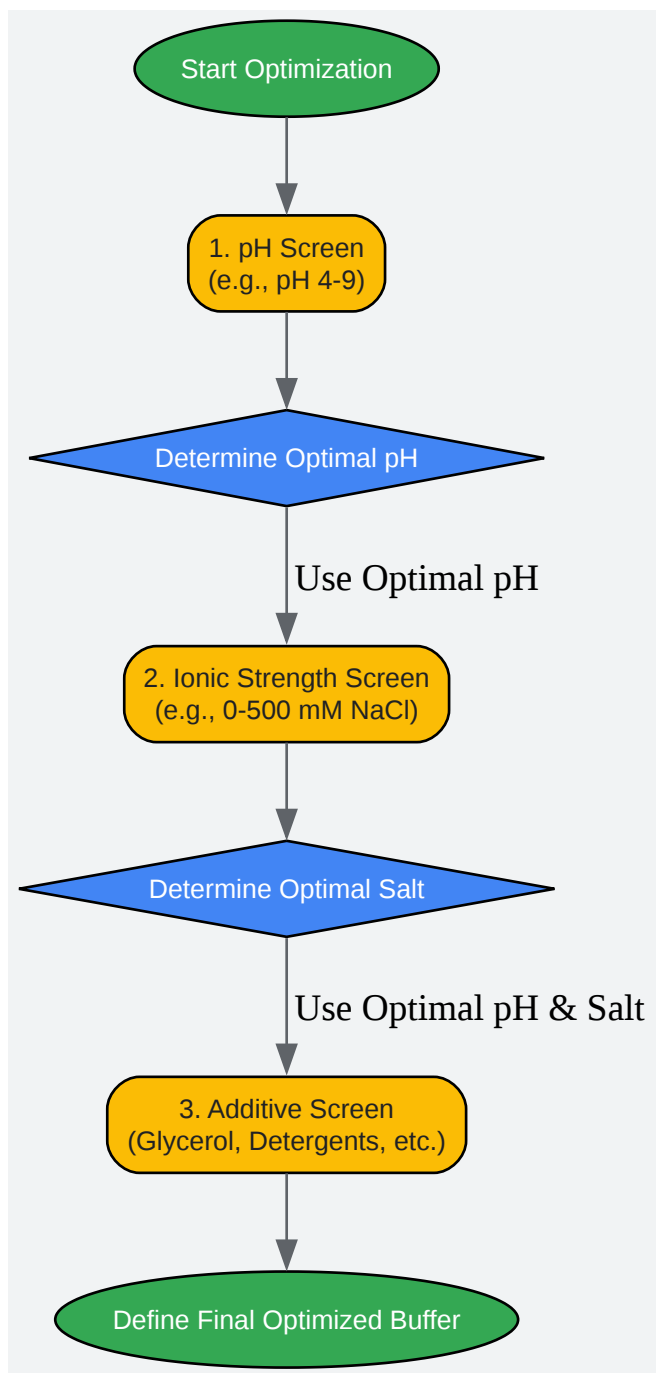 Start Optimization
1. pH Screen
(e.g., pH 4-9)
Determine Optimal pH
Use Optimal pH
2. Ionic Strength Screen
(e.g., 0-500 mM NaCl)
Determine Optimal Salt
Use Optimal pH & Salt
3. Additive Screen
(Glycerol, Detergents, etc.)
Define Final Optimized Buffer